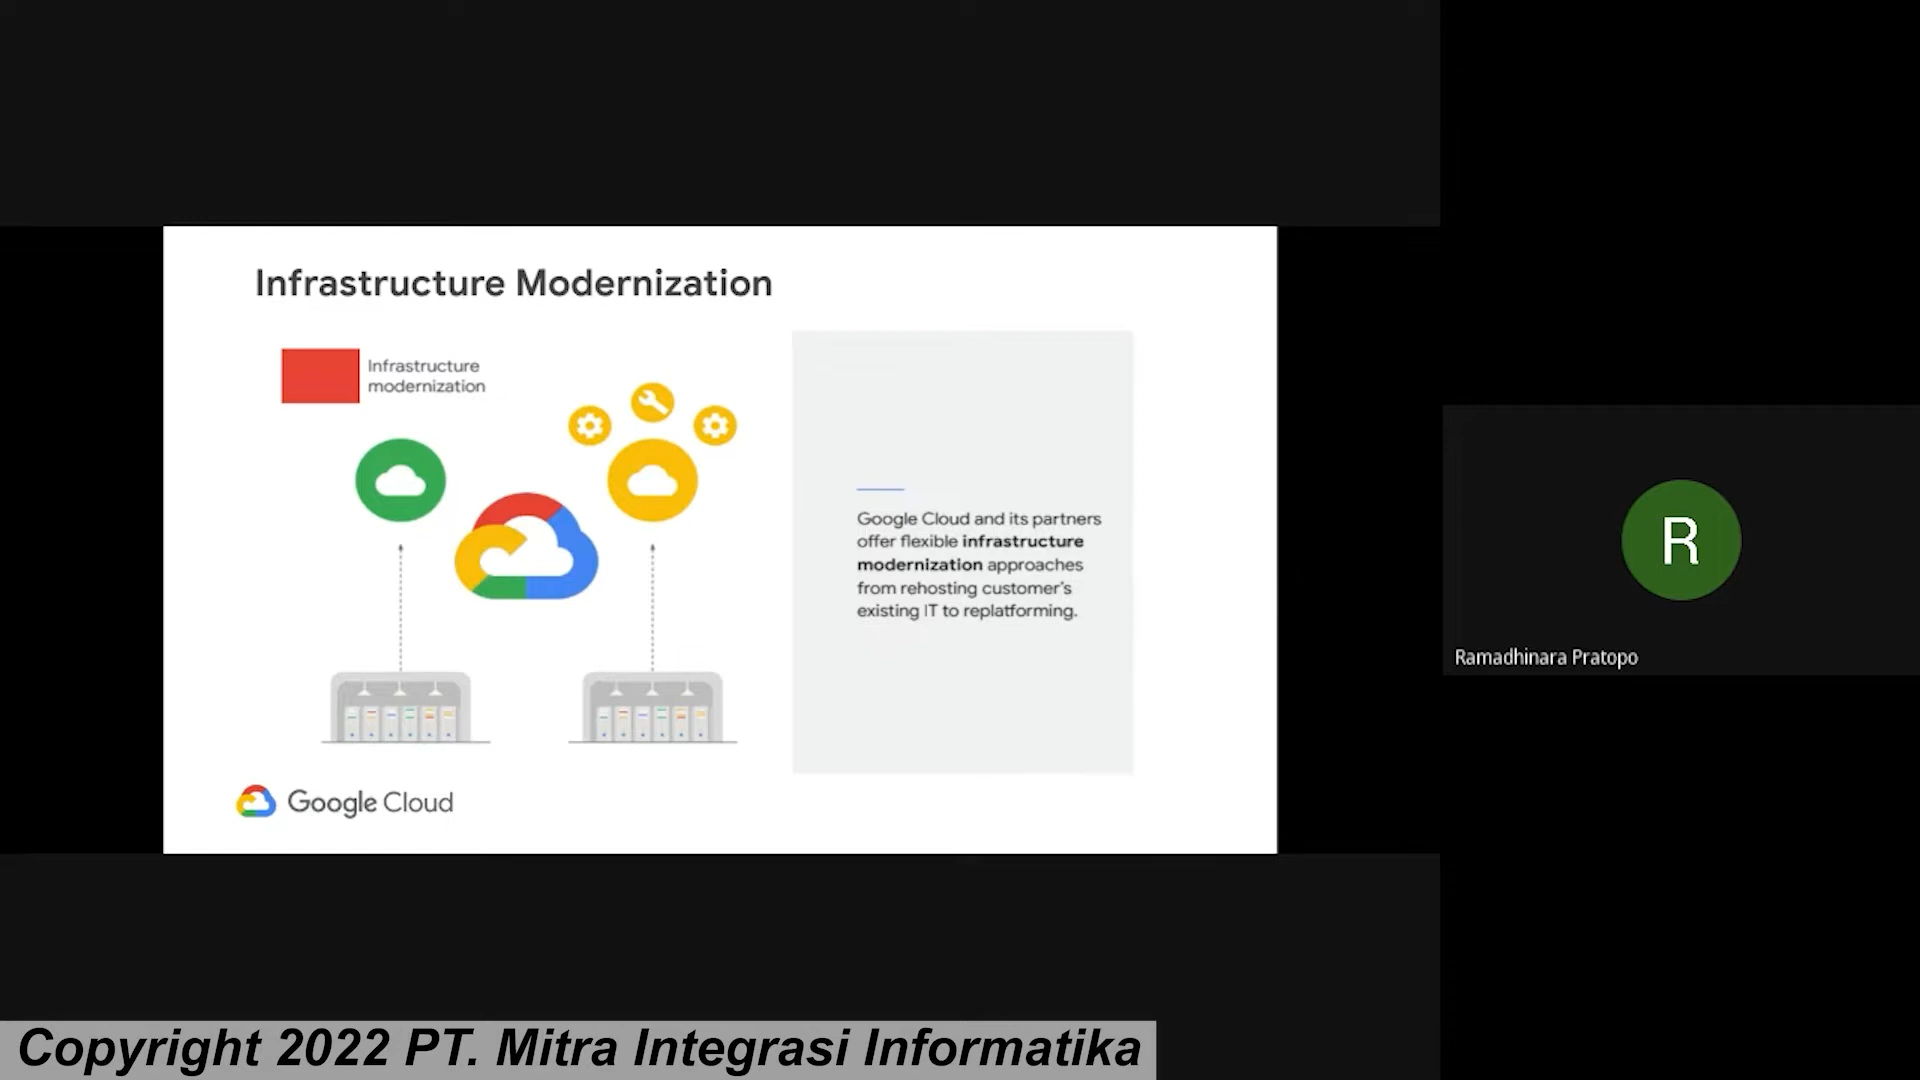 Infrastructure Modernization
Infrastructure
modernization
Google Cloud and its partners
offer flexible infrastructure
modernization approaches
from rehosting customer's
existing IT to replatforming.
Google Cloud
R
Ramadhinara Pratopo
Copyright 2022 PT. Mitra Integrasi Informatika